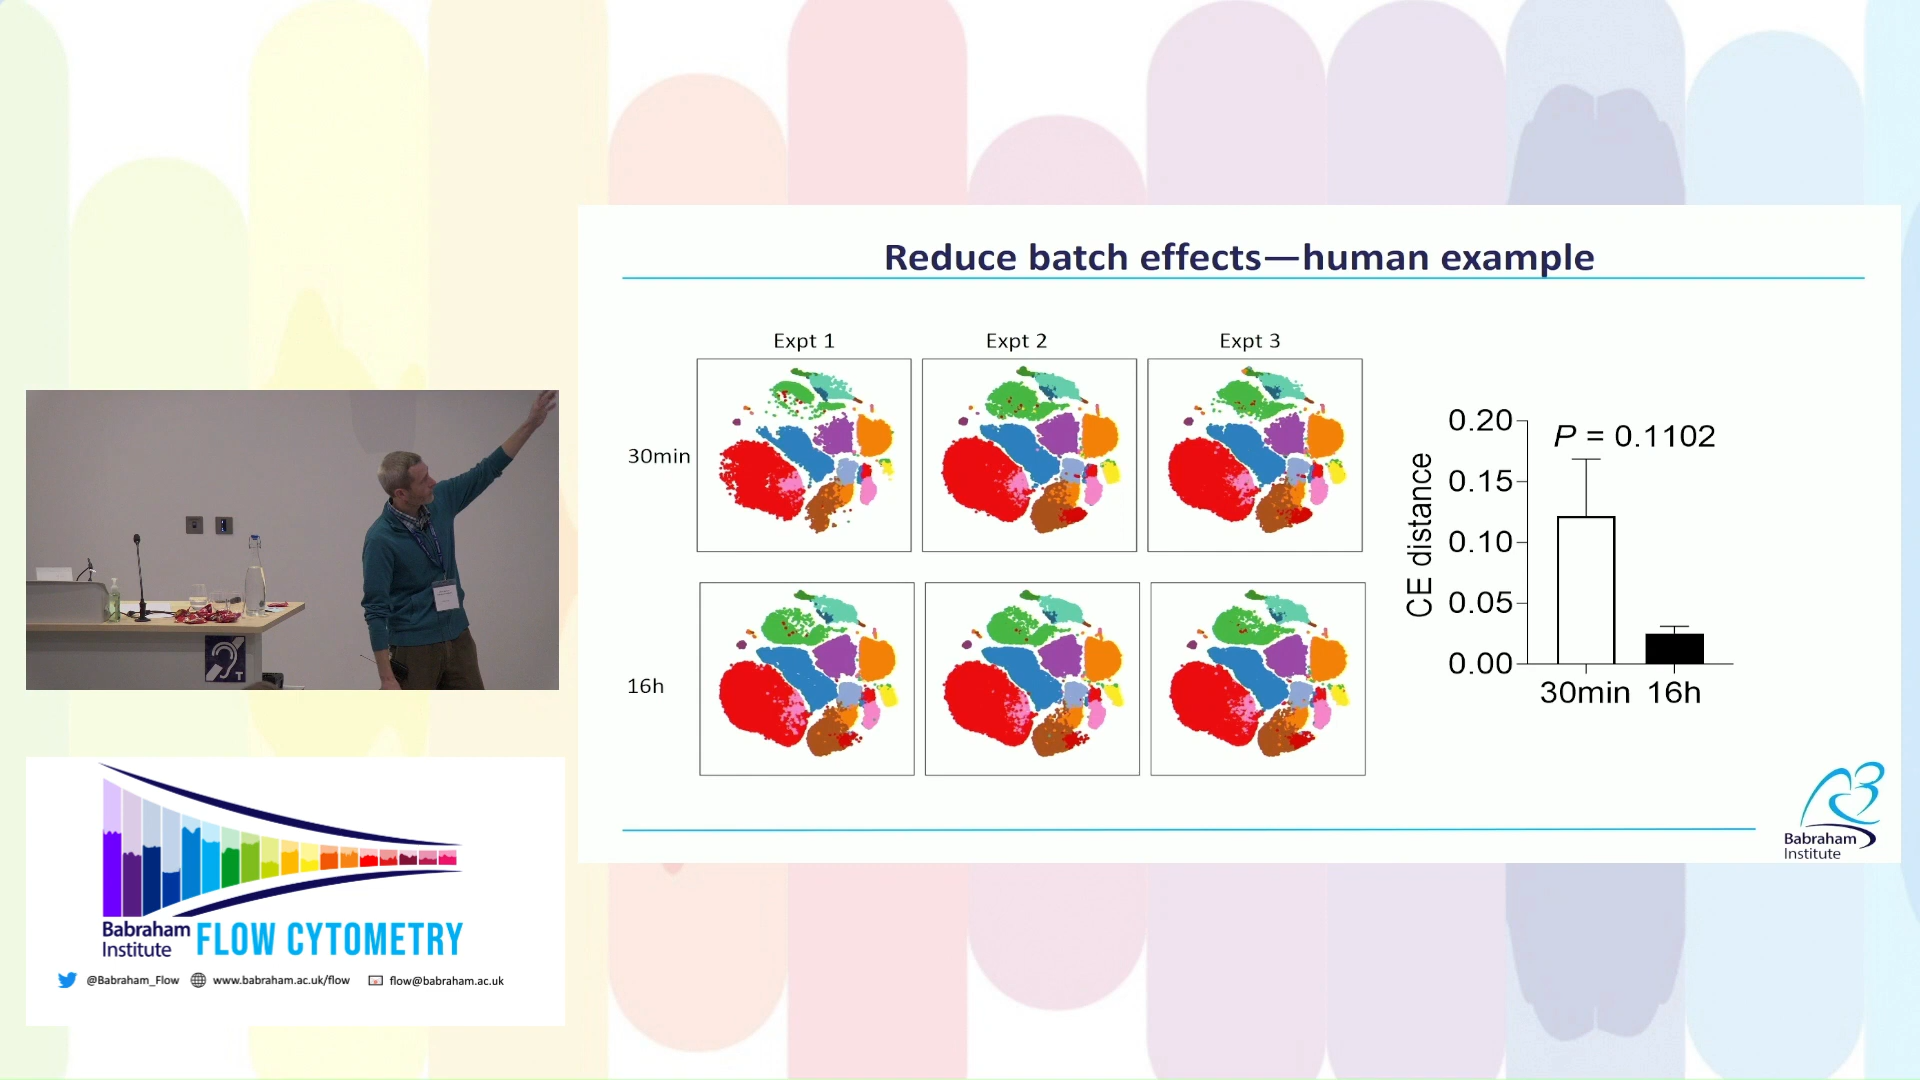 Reduce batch effects—human example
Expt 1
Expt 2
Expt 3
30min
16h
CE distance
0.20
0.15
0.10
0.05
0.00
P = 0.1102
30min
16h
Babraham
Institute
T
Babraham
Institute
FLOW CYTOMETRY
@Babraham_Flow
www.babraham.ac.uk/flow
flow@babraham.ac.uk